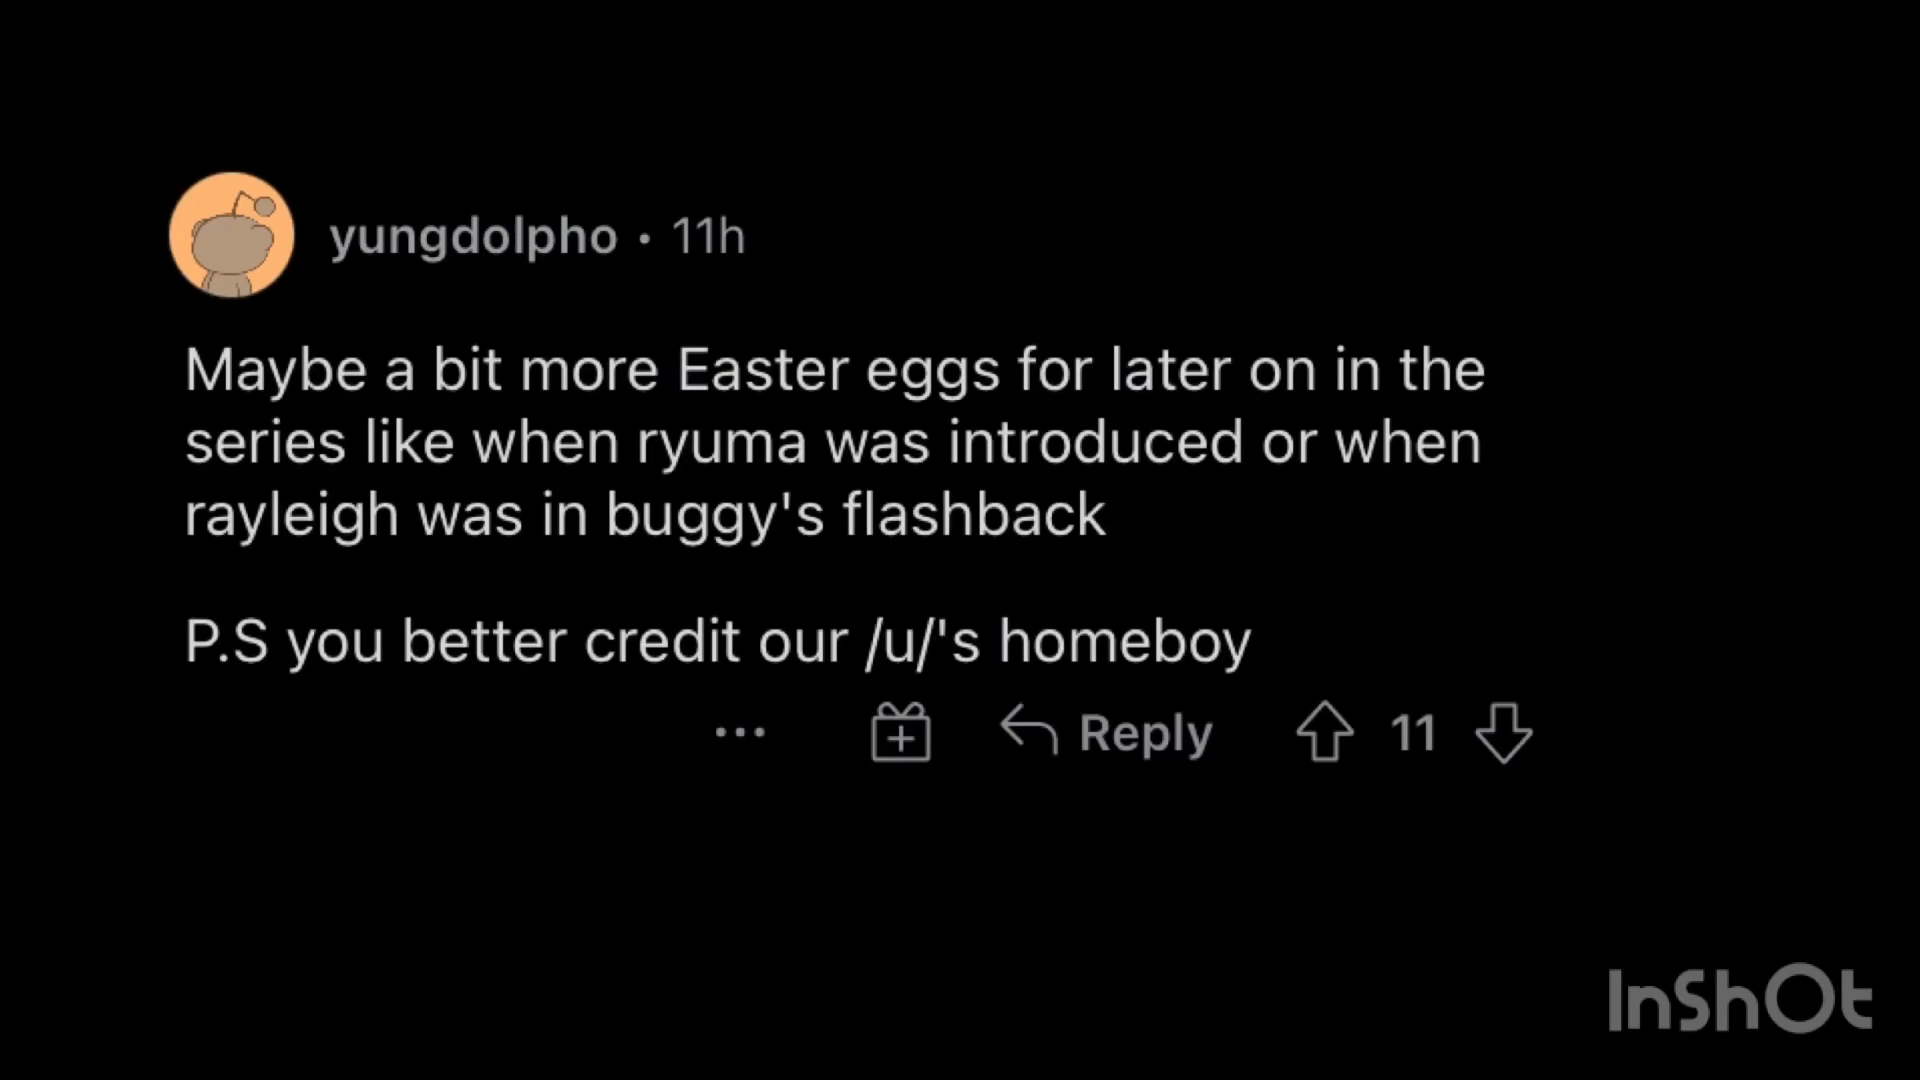 yungdolpho • 11h
Maybe a bit more Easter eggs for later on in the
series like when ryuma was introduced or when
rayleigh was in buggy's flashback
P.S you better credit our /u/'s homeboy
... Reply 11
InShOt